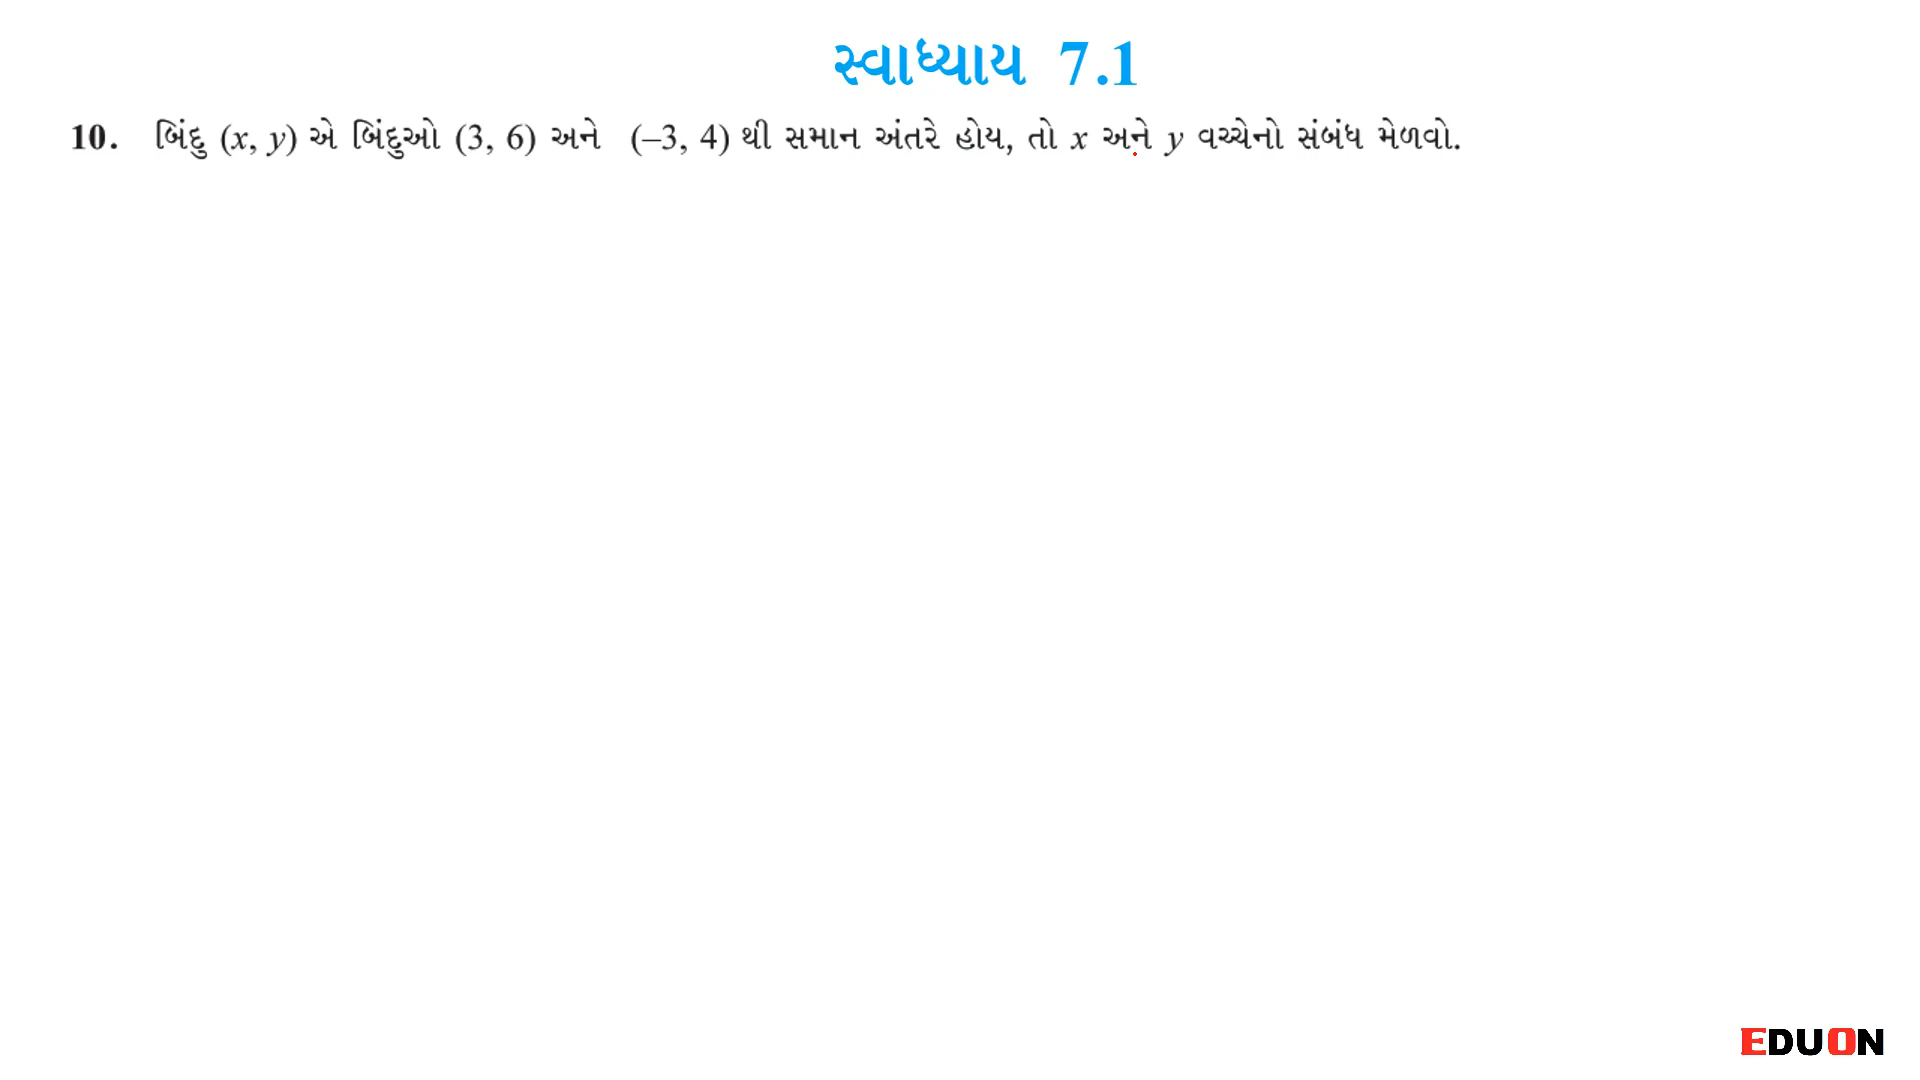 સ્વાધ્યાય 7.1
10. બિંદુ (x, y) એ બિંદુઓ (3, 6) અને (–3, 4) થી સમાન અંતરે હોય, તો x અને y વચ્ચેનો સંબંધ મેળવો.
EDUON